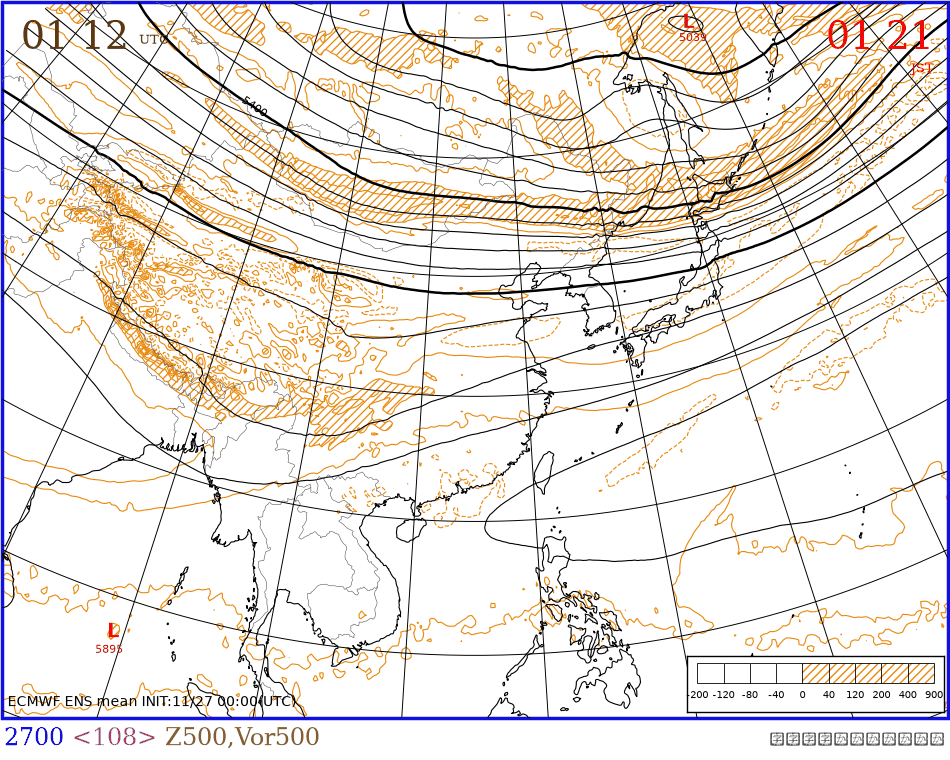 01 12 UTC
01 21 JST
L
5039
5400
L
5895
ECMWF ENS mean INIT:11/27 00:00(UTC)
-200 -120 -80 -40 0 40 120 200 400 900
2700 <108> Z500,Vor500